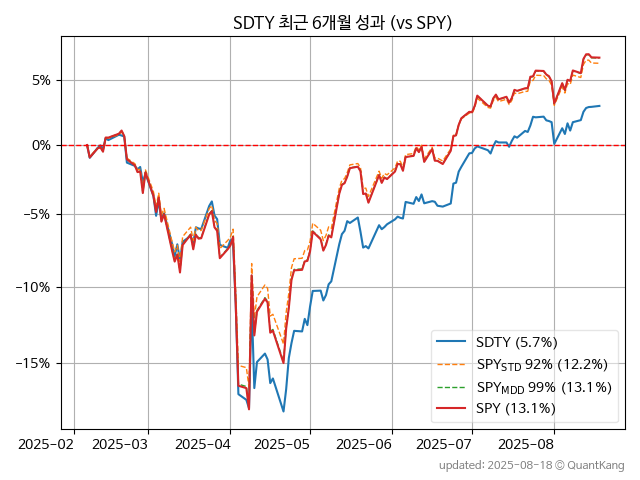 SDTY 최근 6개월 성과 (vs SPY)
5%
0%
−5%
−10%
−15%
SDTY (5.7%)
SPY_STD 92% (12.2%)
SPY_MDD 99% (13.1%)
SPY (13.1%)
2025-02 2025-03 2025-04 2025-05 2025-06 2025-07 2025-08
updated: 2025-08-18 © QuantKang